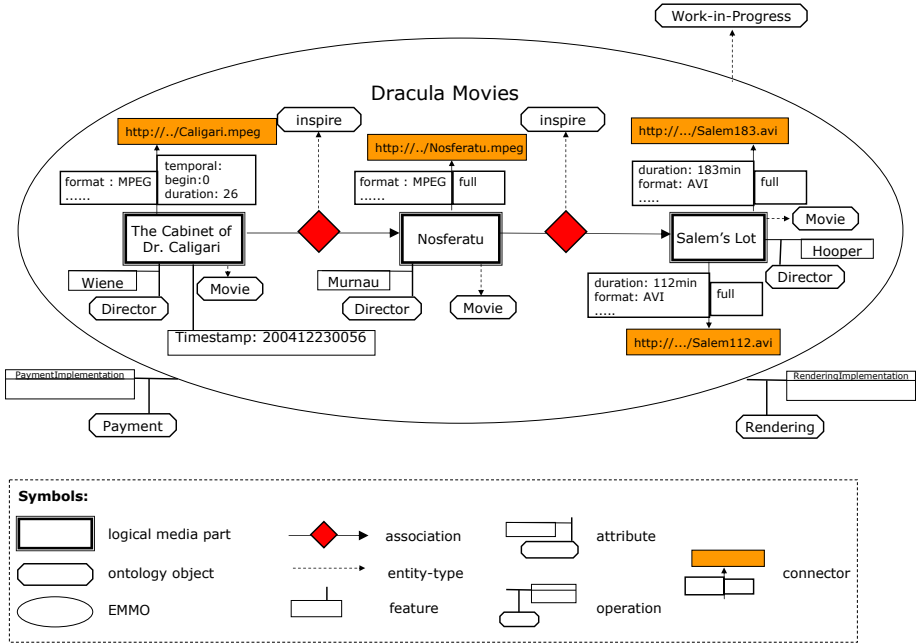 Work-in-Progress
Dracula Movies
http://../Caligari.mpeg
inspire
http://../Nosferatu.mpeg
inspire
http://.../Salem183.avi
format : MPEG
......
temporal:
begin:0
duration: 26
format : MPEG
......
full
duration: 183min
format: AVI
.....
full
The Cabinet of
Dr. Caligari
Nosferatu
Salem's Lot
Movie
Hooper
Director
Wiene
Director
Movie
Murnau
Director
Movie
duration: 112min
format: AVI
.....
full
Timestamp: 200412230056
http://.../Salem112.avi
PaymentImplementation
Payment
RenderingImplementation
Rendering
Symbols:
logical media part
association
attribute
ontology object
entity-type
connector
EMMO
feature
operation